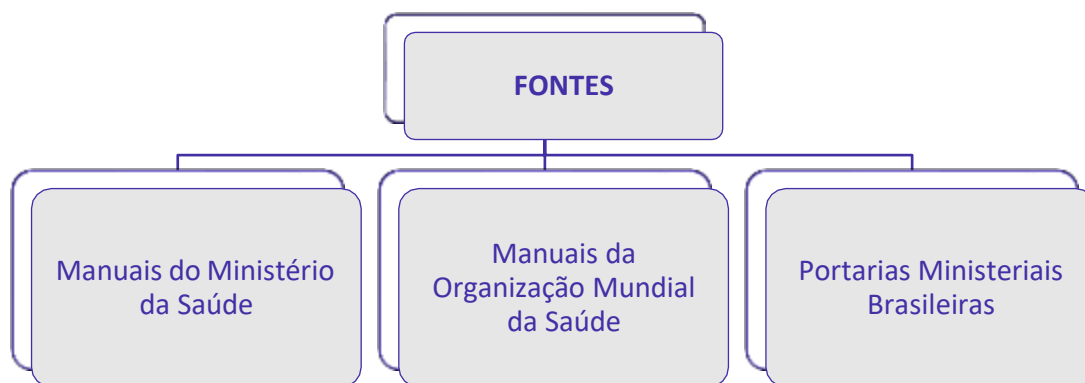 FONTES
Manuais do Ministério
da Saúde
Manuais da
Organização Mundial
da Saúde
Portarias Ministeriais
Brasileiras